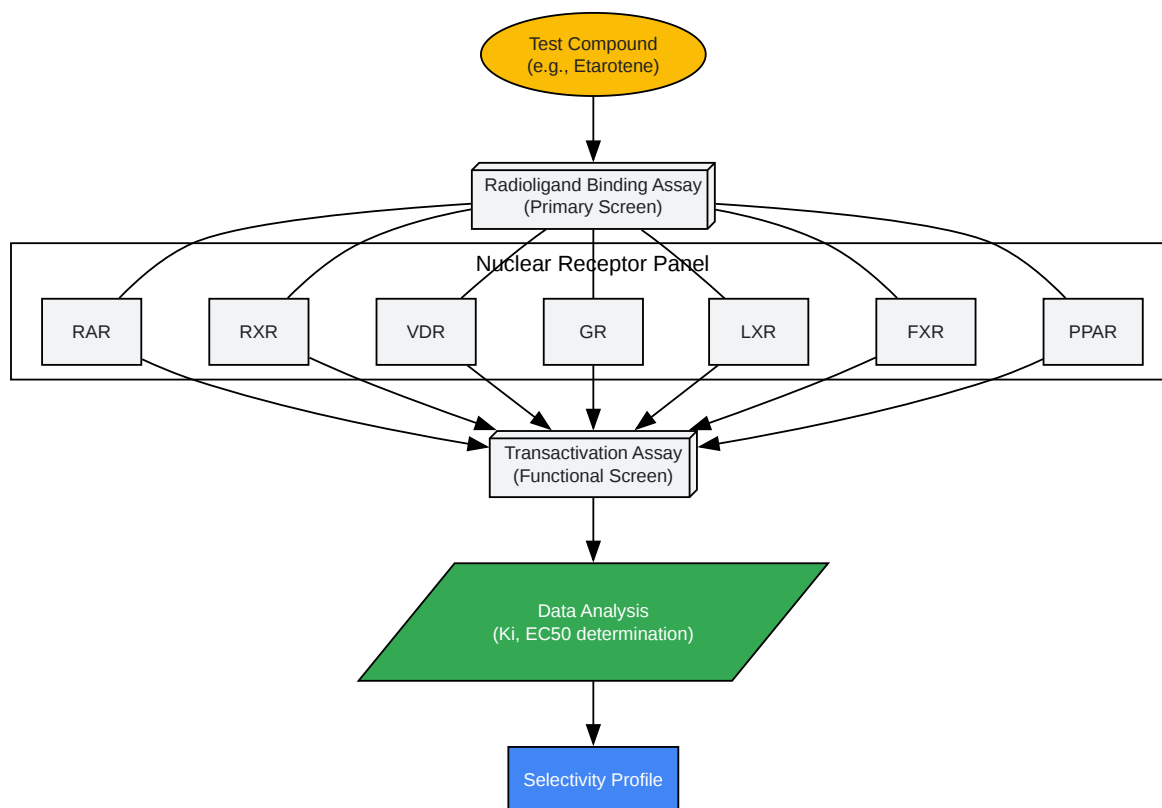 Test Compound
(e.g., Etarotene)
Radioligand Binding Assay
(Primary Screen)
Nuclear Receptor Panel
RAR
RXR
VDR
GR
LXR
FXR
PPAR
Transactivation Assay
(Functional Screen)
Data Analysis
(Ki, EC50 determination)
Selectivity Profile